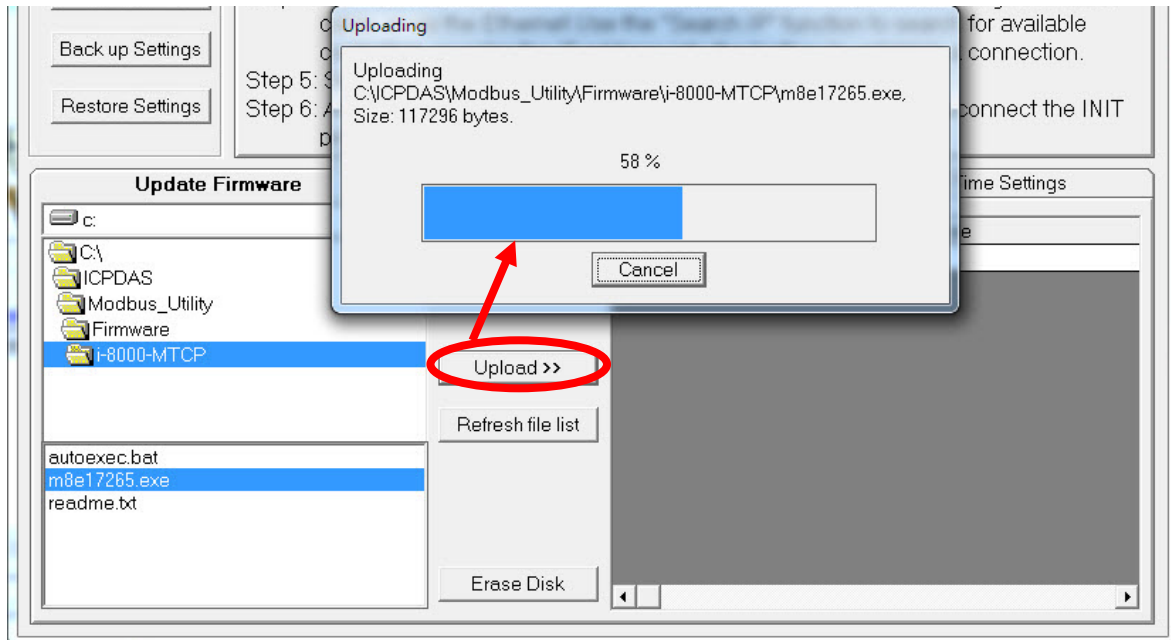 for available
Back up Settings
connection.
Step 5: S
Restore Settings
Step 6: A
connect the INIT
Uploading
Uploading
C:\ICPDAS\Modbus_Utility\Firmware\i-8000-MTCP\m8e17265.exe,
Size: 117296 bytes.
58 %
Cancel
Update Firmware
ime Settings
c:
e
C:\
ICPDAS
Modbus_Utility
Firmware
i-8000-MTCP
Upload >>
Refresh file list
autoexec.bat
m8e17265.exe
readme.txt
Erase Disk